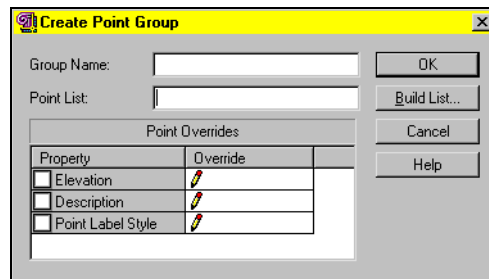 Create Point Group
Group Name:
OK
Point List:
Build List...
Point Overrides
Cancel
Property Override
Help
Elevation
Description
Point Label Style